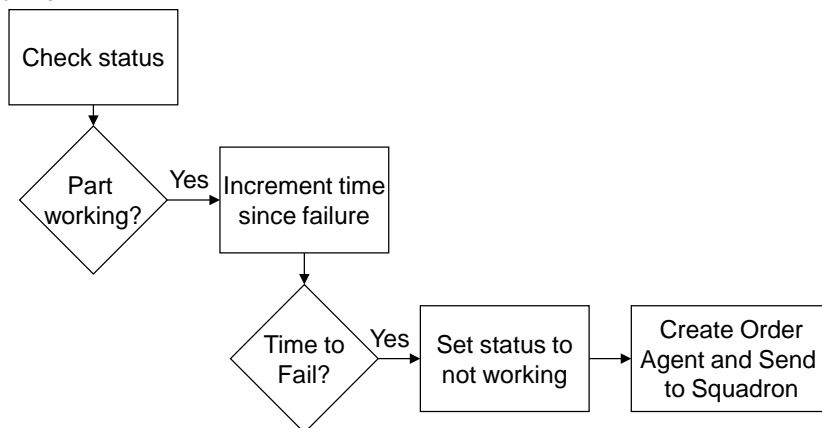 Check status
Part
working?
Yes
Increment time
since failure
Time to
Fail?
Yes
Set status to
not working
Create Order
Agent and Send
to Squadron